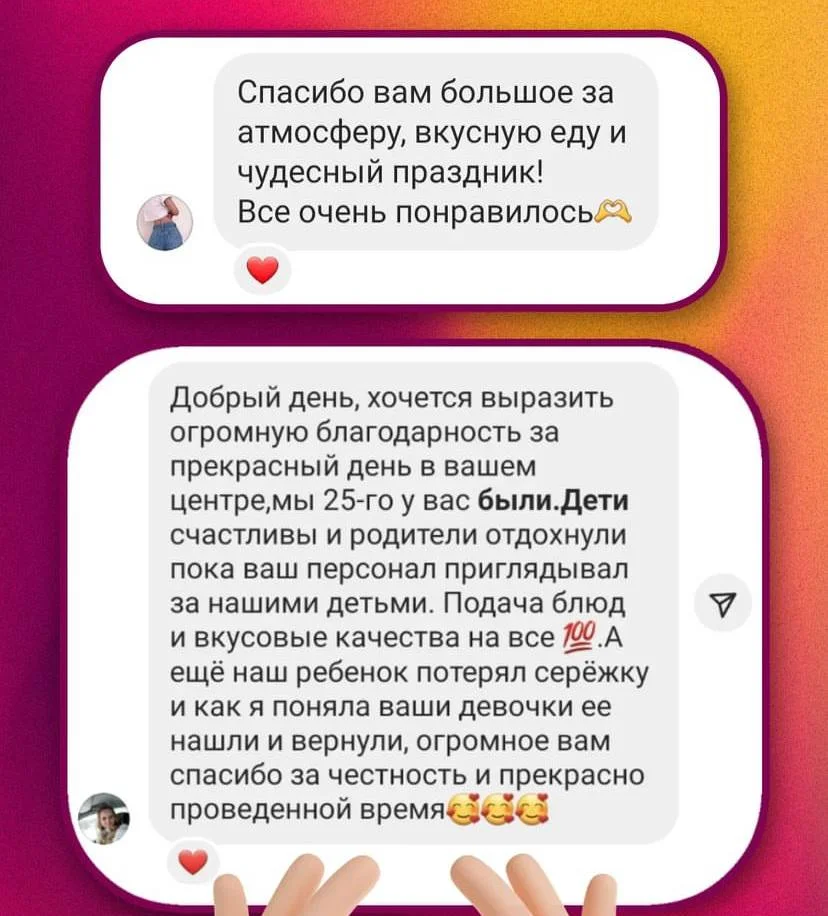 Спасибо вам большое за
атмосферу, вкусную еду и
чудесный праздник!
Все очень понравилось🫶
Добрый день, хочется выразить
огромную благодарность за
прекрасный день в вашем
центре,мы 25-го у вас были.Дети
счастливы и родители отдохнули
пока ваш персонал приглядывал
за нашими детьми. Подача блюд
и вкусовые качества на все 💯.А
ещё наш ребенок потерял серёжку
и как я поняла ваши девочки ее
нашли и вернули, огромное вам
спасибо за честность и прекрасно
проведенной время🥰🥰🥰